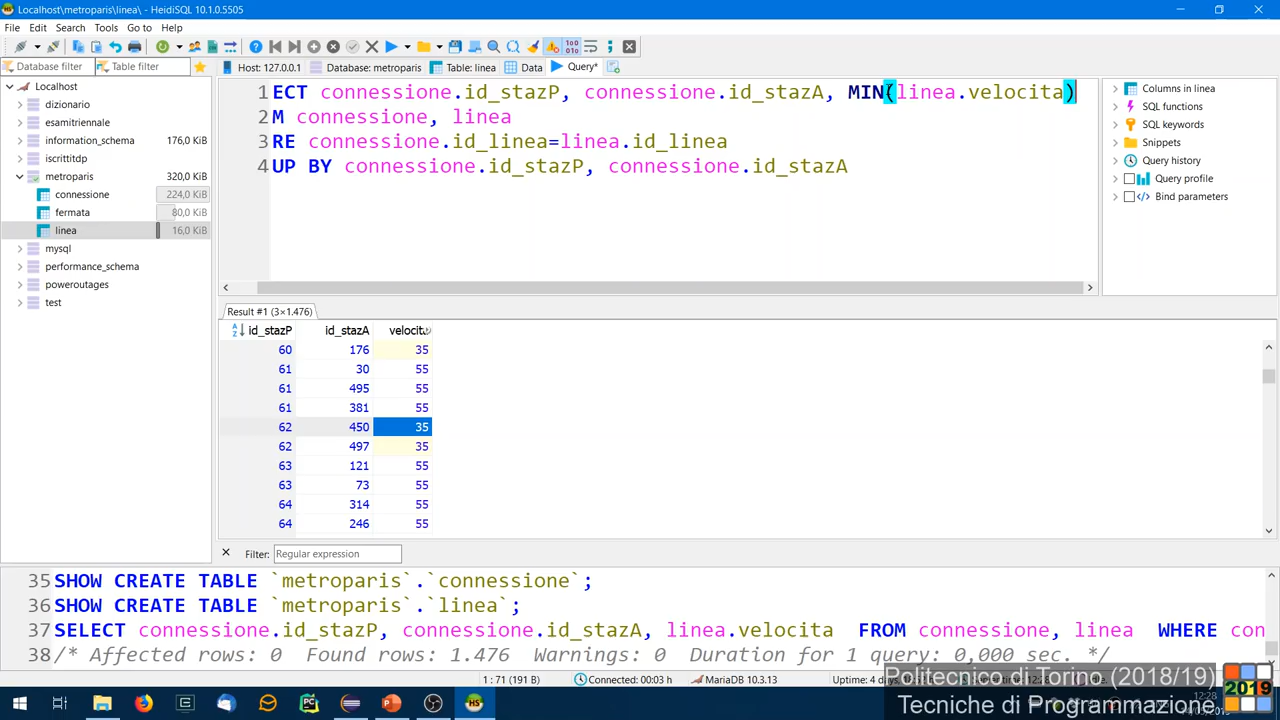 Localhost\metroparis\linea\ - HeidiSQL 10.1.0.5505
File Edit Search Tools Go to Help
Database filter Table filter Host: 127.0.0.1 Database: metroparis Table: linea Data Query*
Localhost
dizionario
esamitriennale
information_schema 176,0 KiB
iscrittitdp
metroparis 320,0 KiB
connessione 224,0 KiB
fermata 80,0 KiB
linea 16,0 KiB
mysql
performance_schema
poweroutages
test
1 ECT connessione.id_stazP, connessione.id_stazA, MIN(linea.velocita)
2 M connessione, linea
3 RE connessione.id_linea=linea.id_linea
4 UP BY connessione.id_stazP, connessione.id_stazA
Columns in linea
SQL functions
SQL keywords
Snippets
Query history
Query profile
Bind parameters
Result #1 (3×1.476)
id_stazP id_stazA velocita
60 176 35
61 30 55
61 495 55
61 381 55
62 450 35
62 497 35
63 121 55
63 73 55
64 314 55
64 246 55
Filter: Regular expression
35 SHOW CREATE TABLE `metroparis`.`connessione`;
36 SHOW CREATE TABLE `metroparis`.`linea`;
37 SELECT connessione.id_stazP, connessione.id_stazA, linea.velocita FROM connessione, linea WHERE con
38 /* Affected rows: 0 Found rows: 1.476 Warnings: 0 Duration for 1 query: 0,000 sec. */
1 : 71 (191 B) Connected: 00:03 h MariaDB 10.3.13
Politecnico di Torino (2018/19)
Tecniche di Programmazione
2019